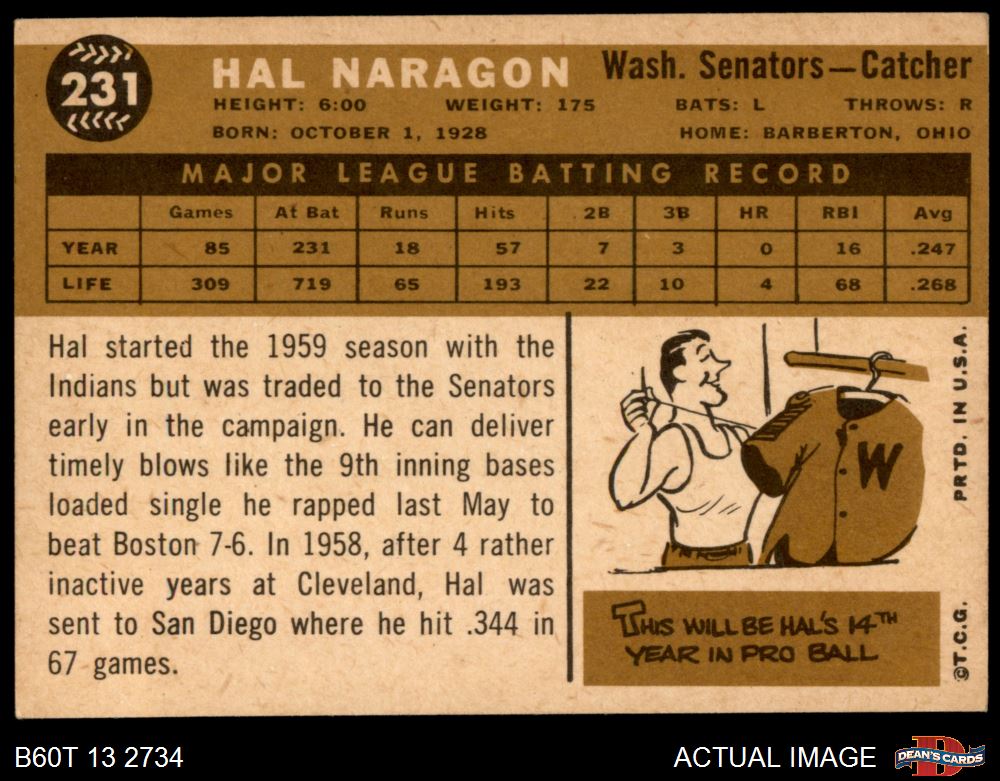 231
HAL NARAGON
Wash. Senators—Catcher
HEIGHT: 6:00 WEIGHT: 175 BATS: L THROWS: R
BORN: OCTOBER 1, 1928 HOME: BARBERTON, OHIO
MAJOR LEAGUE BATTING RECORD
Games At Bat Runs Hits 2B 3B HR RBI Avg
YEAR 85 231 18 57 7 3 0 16 .247
LIFE 309 719 65 193 22 10 4 68 .268
Hal started the 1959 season with the
Indians but was traded to the Senators
early in the campaign. He can deliver
timely blows like the 9th inning bases
loaded single he rapped last May to
beat Boston 7-6. In 1958, after 4 rather
inactive years at Cleveland, Hal was
sent to San Diego where he hit .344 in
67 games.
W
THIS WILL BE HAL'S 14TH
YEAR IN PRO BALL
©T.C.G. PRTD. IN U.S.A.
B60T 13 2734
ACTUAL IMAGE
D
DEAN'S CARDS